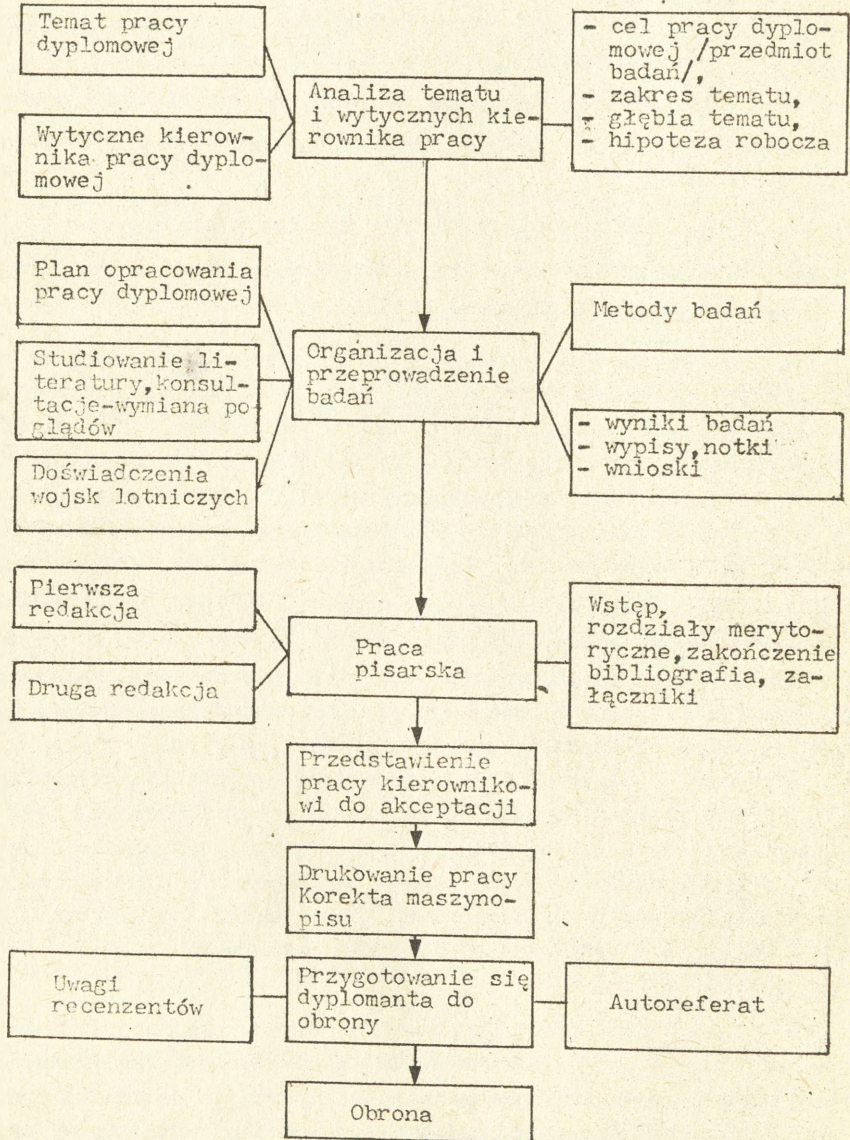 Temat pracy
dyplomowej
Wytyczne kierow-
nika pracy dyplo-
mowej
Analiza tematu
i wytycznych kie-
rownika pracy
- cel pracy dyplo-
mowej /przedmiot
badań/,
- zakres tematu,
- głębia tematu,
- hipoteza robocza
Plan opracowania
pracy dyplomowej
Studiowanie li-
teratury,konsul-
tacje-wymiana po-
glądów
Doświadczenia
wojsk lotniczych
Organizacja i
przeprowadzenie
badań
Metody badań
- wyniki badań
- wypisy,notki
- wnioski
Pierwsza
redakcja
Druga redakcja
Praca
pisarska
Wstęp,
rozdziały meryto-
ryczne,zakończenie
bibliografia, za-
łączniki
Przedstawienie
pracy kierowniko-
wi do akceptacji
Drukowanie pracy
Korekta maszyno-
pisu
Uwagi
recenzentów
Przygotowanie się
dyplomanta do
obrony
Autoreferat
Obrona